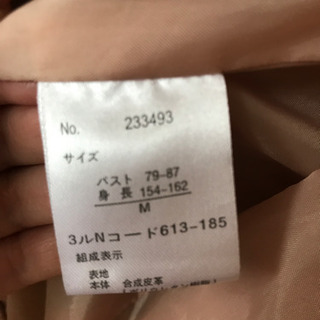 No. 233493
サイズ
バスト 79-87
身長 154-162
M
3ルNコード613-185
組成表示
表地
本体 合成皮革